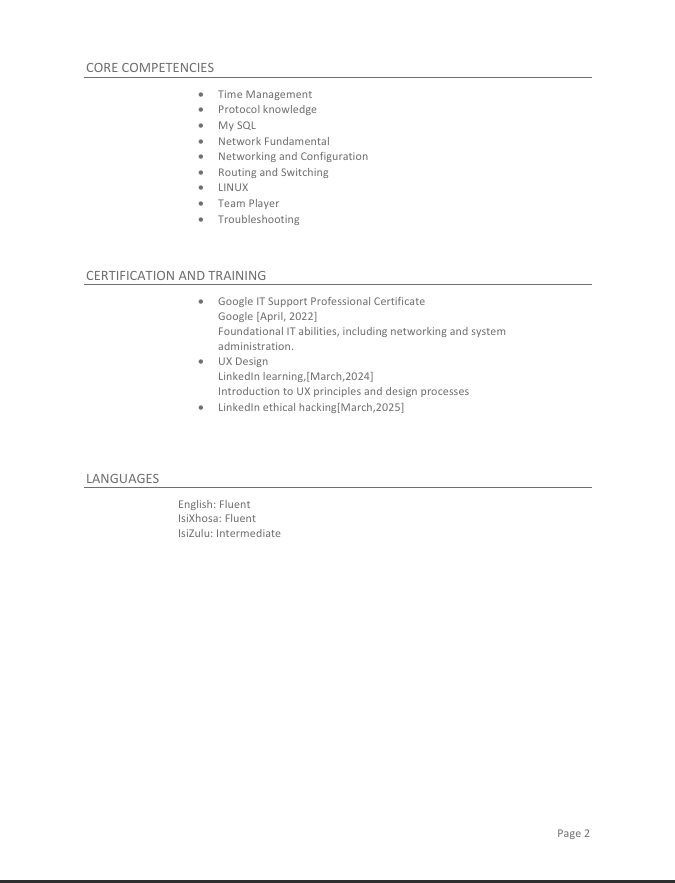 CORE COMPETENCIES
• Time Management
• Protocol knowledge
• My SQL
• Network Fundamental
• Networking and Configuration
• Routing and Switching
• LINUX
• Team Player
• Troubleshooting
CERTIFICATION AND TRAINING
• Google IT Support Professional Certificate
Google [April, 2022]
Foundational IT abilities, including networking and system
administration.
• UX Design
LinkedIn learning,[March,2024]
Introduction to UX principles and design processes
• LinkedIn ethical hacking[March,2025]
LANGUAGES
English: Fluent
IsiXhosa: Fluent
IsiZulu: Intermediate
Page 2